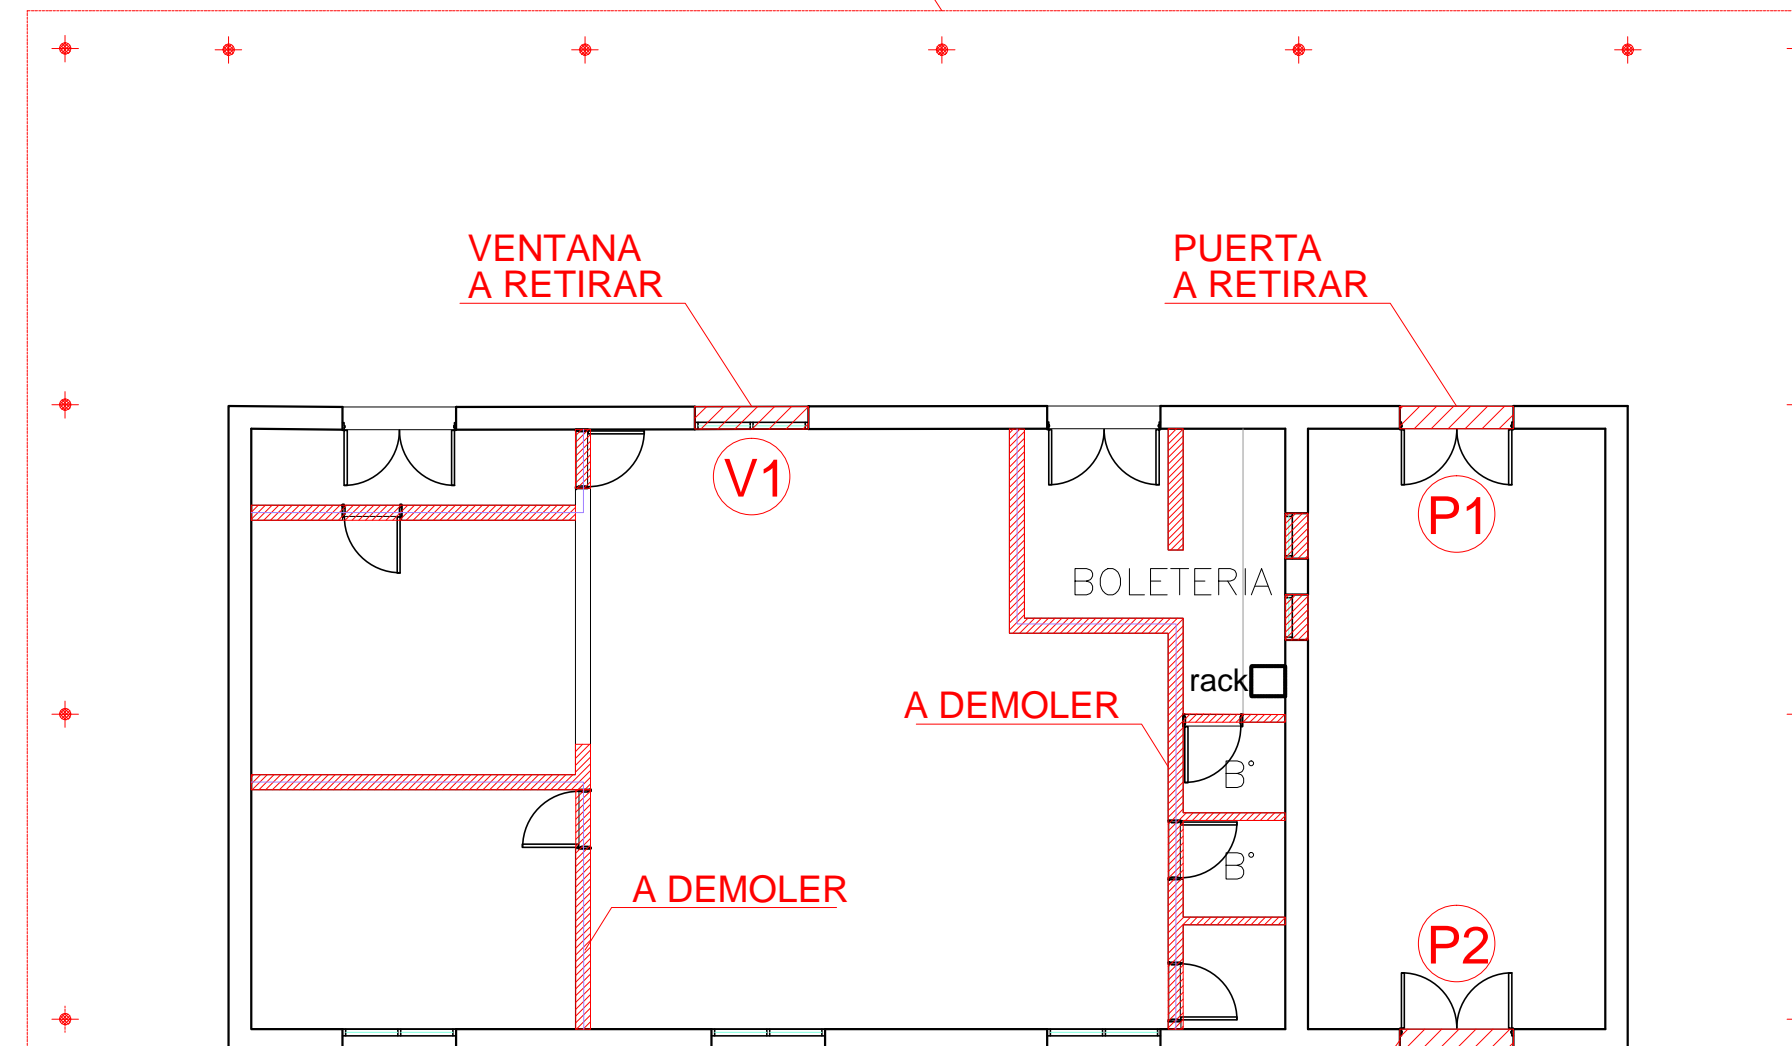 VENTANA
A RETIRAR
PUERTA
A RETIRAR
V1
P1
BOLETERIA
rack
A DEMOLER
B°
B°
A DEMOLER
P2